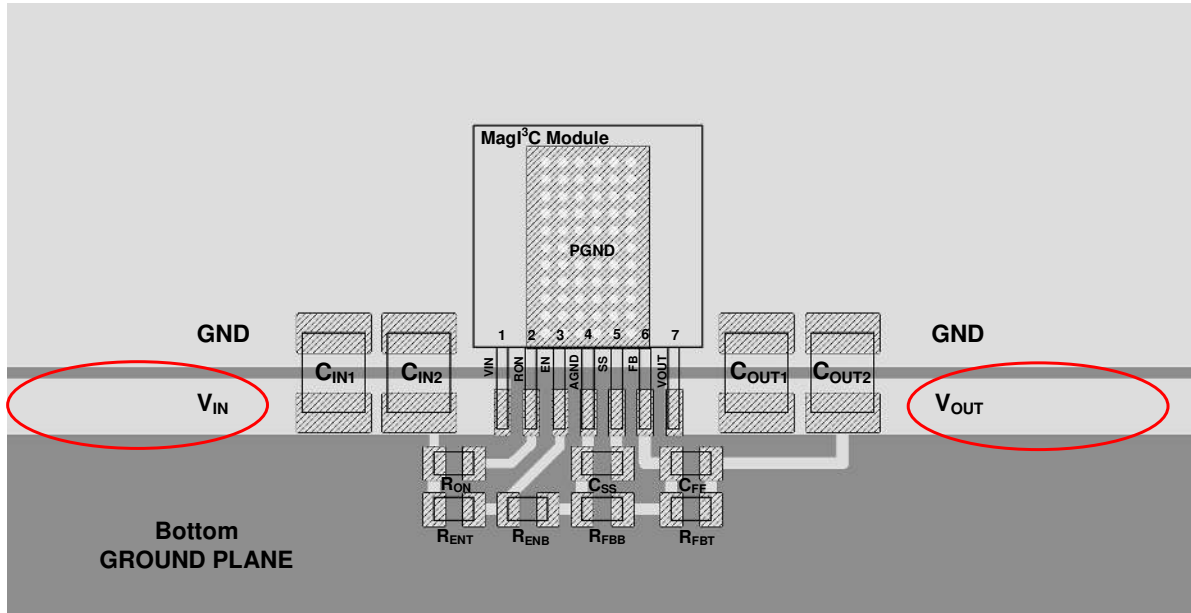 MagI³C Module
PGND
1 2 3 4 5 6 7
VIN
RON
EN
AGND
SS
FB
VOUT
GND
GND
CIN1
CIN2
COUT1
COUT2
VIN
VOUT
RON
CSS
CFF
RENT
RENB
RFBB
RFBT
Bottom
GROUND PLANE